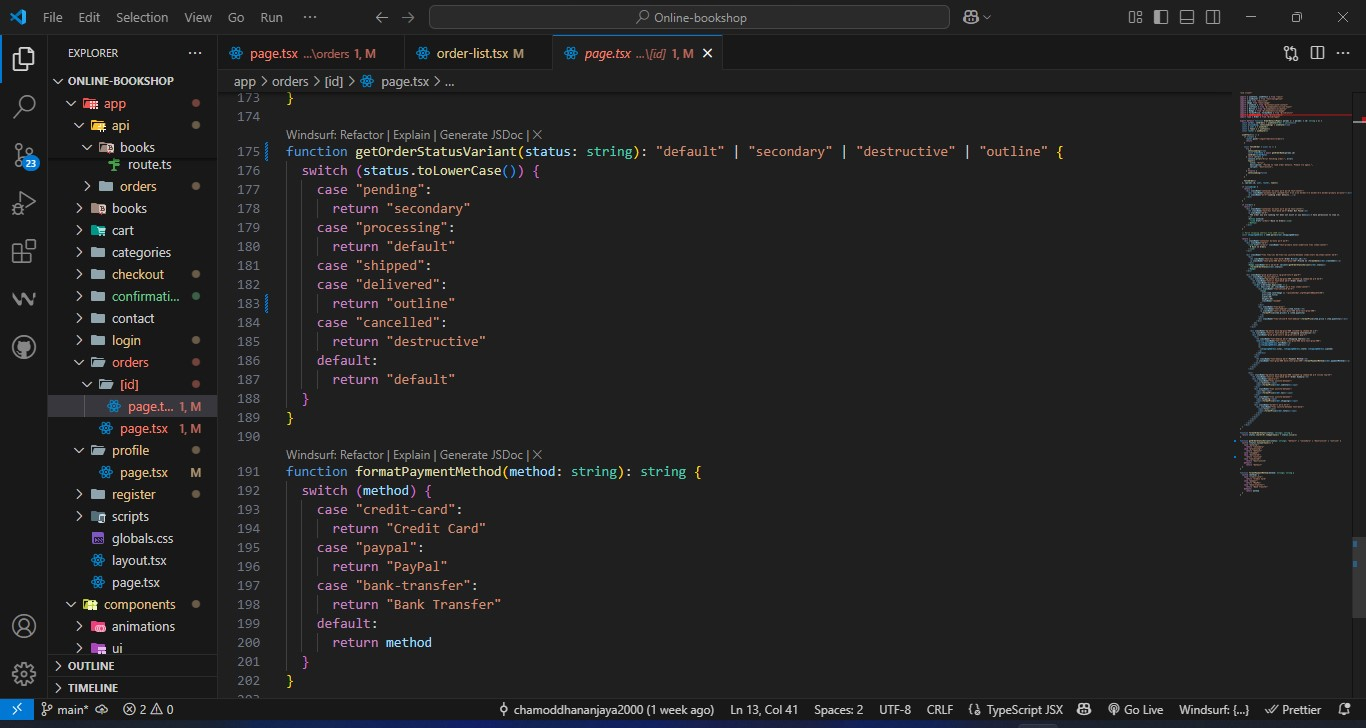 File Edit Selection View Go Run ··· Online-bookshop
EXPLORER ···
page.tsx ...\orders 1, M
order-list.tsx M
page.tsx ...\[id] 1, M
app > orders > [id] > page.tsx > ...
ONLINE-BOOKSHOP
app
api
books
route.ts
orders
books
cart
categories
checkout
confirmati...
contact
login
orders
[id]
page.t... 1, M
page.tsx 1, M
profile
page.tsx M
register
scripts
globals.css
layout.tsx
page.tsx
components
animations
ui
OUTLINE
TIMELINE
23
173 }
174
Windsurf: Refactor | Explain | Generate JSDoc | X
175 function getOrderStatusVariant(status: string): "default" | "secondary" | "destructive" | "outline" {
176 switch (status.toLowerCase()) {
177 case "pending":
178 return "secondary"
179 case "processing":
180 return "default"
181 case "shipped":
182 case "delivered":
183 return "outline"
184 case "cancelled":
185 return "destructive"
186 default:
187 return "default"
188 }
189 }
190
Windsurf: Refactor | Explain | Generate JSDoc | X
191 function formatPaymentMethod(method: string): string {
192 switch (method) {
193 case "credit-card":
194 return "Credit Card"
195 case "paypal":
196 return "PayPal"
197 case "bank-transfer":
198 return "Bank Transfer"
199 default:
200 return method
201 }
202 }
main* 2 0 chamoddhananjaya2000 (1 week ago) Ln 13, Col 41 Spaces: 2 UTF-8 CRLF {} TypeScript JSX Go Live Windsurf: {...} Prettier